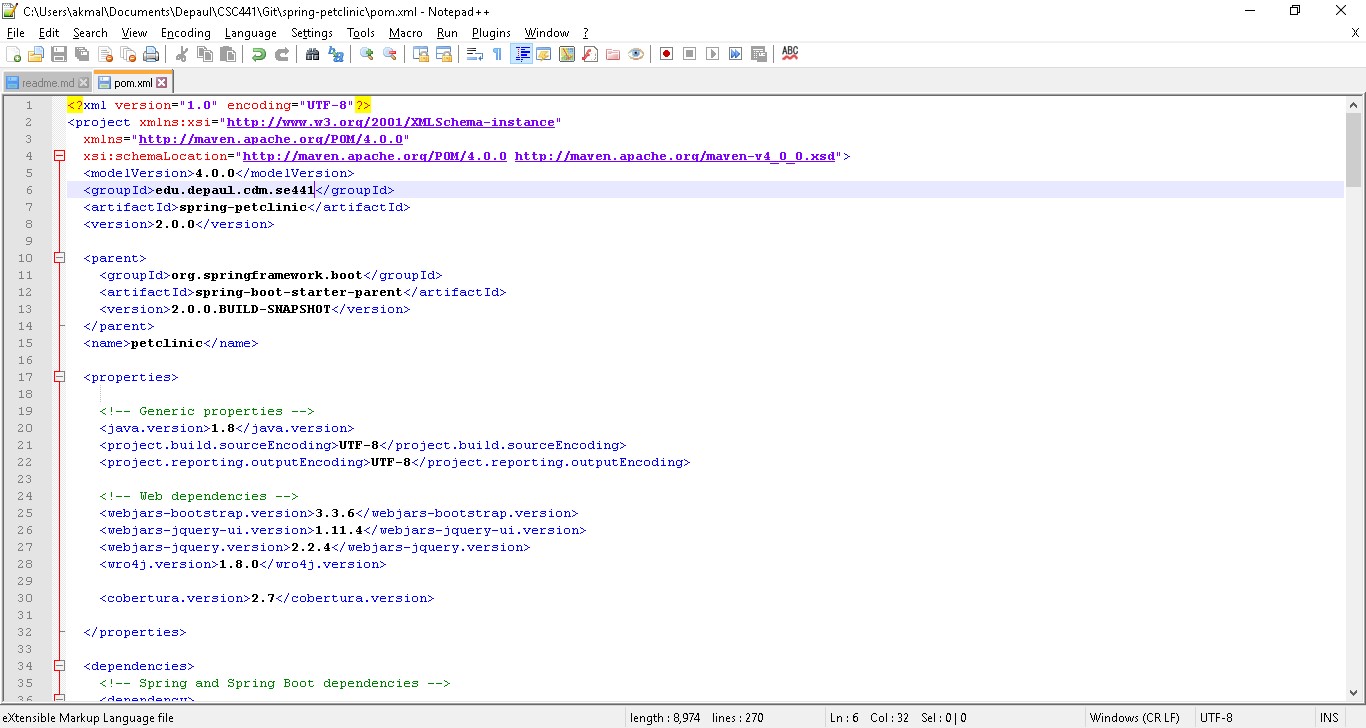 C:\Users\akmal\Documents\Depaul\CSC441\Git\spring-petclinic\pom.xml - Notepad++
File Edit Search View Encoding Language Settings Tools Macro Run Plugins Window ? X
ABC
readme.md pom.xml
1 <?xml version="1.0" encoding="UTF-8"?>
2 <project xmlns:xsi="http://www.w3.org/2001/XMLSchema-instance"
3 xmlns="http://maven.apache.org/POM/4.0.0"
4 xsi:schemaLocation="http://maven.apache.org/POM/4.0.0 http://maven.apache.org/maven-v4_0_0.xsd">
5 <modelVersion>4.0.0</modelVersion>
6 <groupId>edu.depaul.cdm.se441</groupId>
7 <artifactId>spring-petclinic</artifactId>
8 <version>2.0.0</version>
9
10 <parent>
11 <groupId>org.springframework.boot</groupId>
12 <artifactId>spring-boot-starter-parent</artifactId>
13 <version>2.0.0.BUILD-SNAPSHOT</version>
14 </parent>
15 <name>petclinic</name>
16
17 <properties>
18
19 <!-- Generic properties -->
20 <java.version>1.8</java.version>
21 <project.build.sourceEncoding>UTF-8</project.build.sourceEncoding>
22 <project.reporting.outputEncoding>UTF-8</project.reporting.outputEncoding>
23
24 <!-- Web dependencies -->
25 <webjars-bootstrap.version>3.3.6</webjars-bootstrap.version>
26 <webjars-jquery-ui.version>1.11.4</webjars-jquery-ui.version>
27 <webjars-jquery.version>2.2.4</webjars-jquery.version>
28 <wro4j.version>1.8.0</wro4j.version>
29
30 <cobertura.version>2.7</cobertura.version>
31
32 </properties>
33
34 <dependencies>
35 <!-- Spring and Spring Boot dependencies -->
36 <dependency>
eXtensible Markup Language file length : 8,974 lines : 270 Ln : 6 Col : 32 Sel : 0 | 0 Windows (CR LF) UTF-8 INS